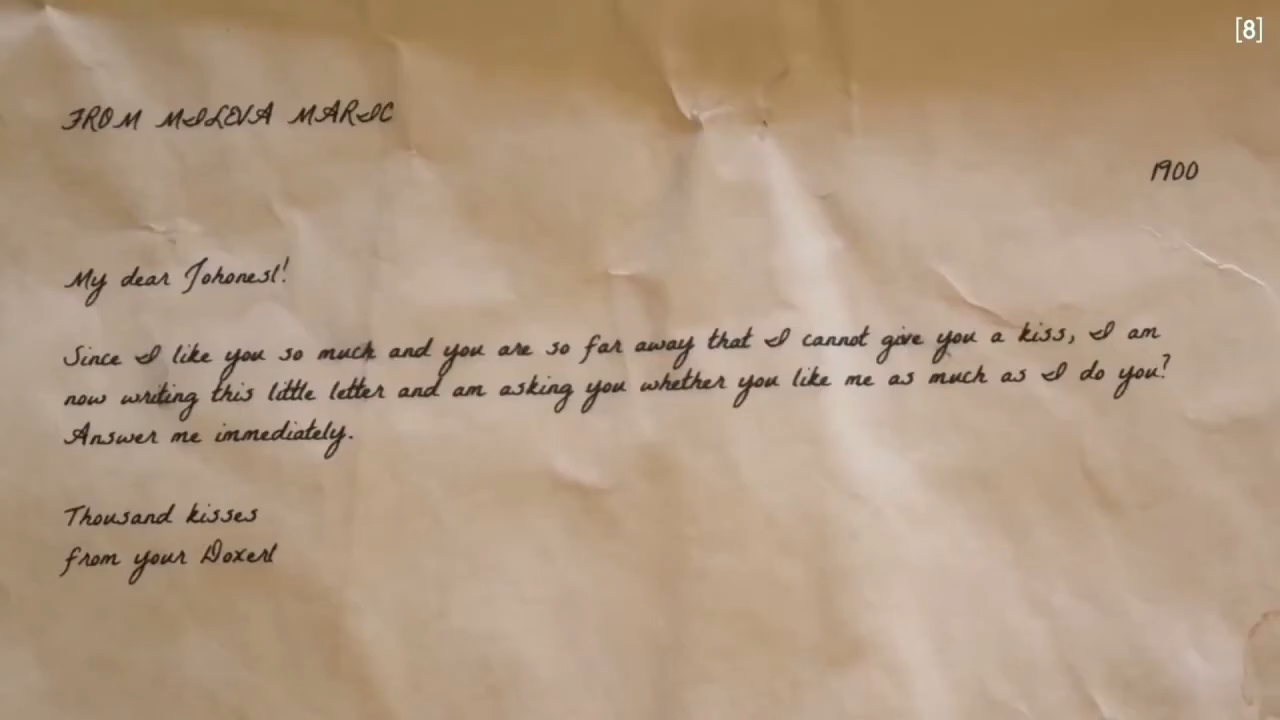 [8]
FROM MILEVA MARIC
1900
My dear Johonesl!
Since I like you so much and you are so far away that I cannot give you a kiss, I am
now writing this little letter and am asking you whether you like me as much as I do you?
Answer me immediately.
Thousand kisses
from your Doxerl